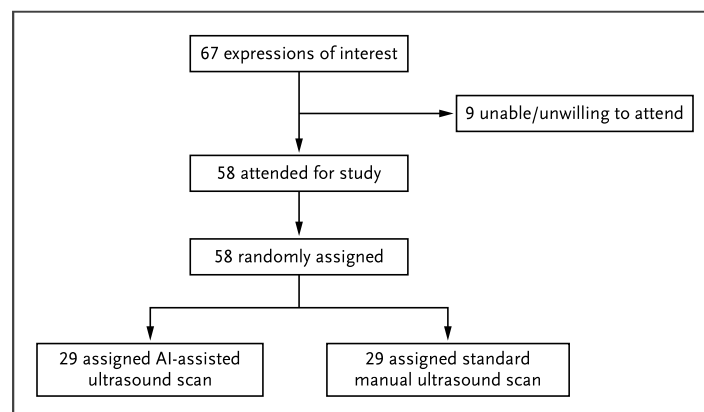 67 expressions of interest
9 unable/unwilling to attend
58 attended for study
58 randomly assigned
29 assigned AI-assisted
ultrasound scan
29 assigned standard
manual ultrasound scan